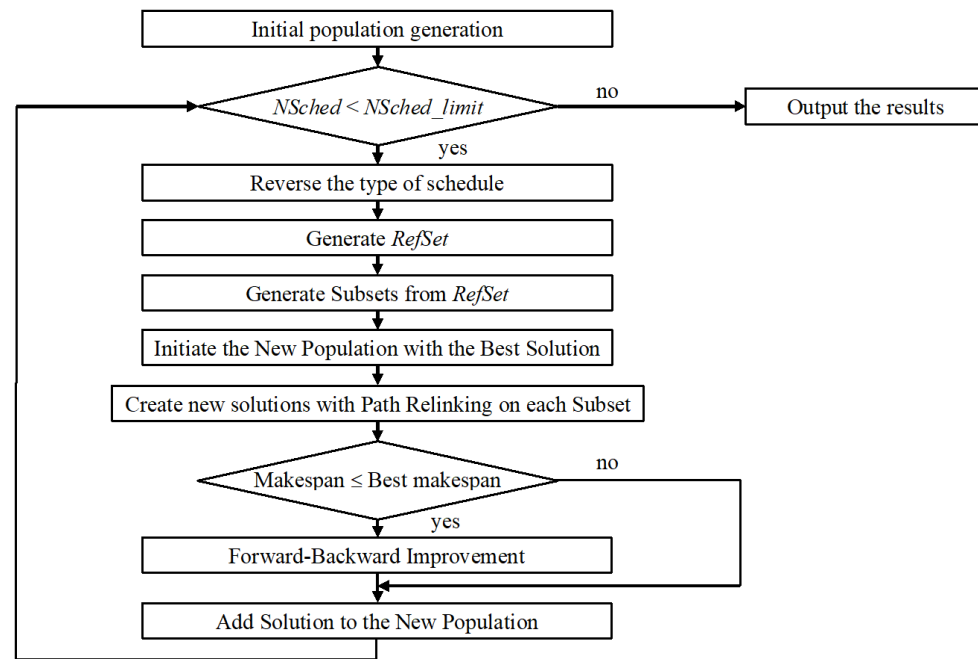 Initial population generation
NSched < NSched_limit
no
Output the results
yes
Reverse the type of schedule
Generate RefSet
Generate Subsets from RefSet
Initiate the New Population with the Best Solution
Create new solutions with Path Relinking on each Subset
no
Makespan ≤ Best makespan
yes
Forward-Backward Improvement
Add Solution to the New Population